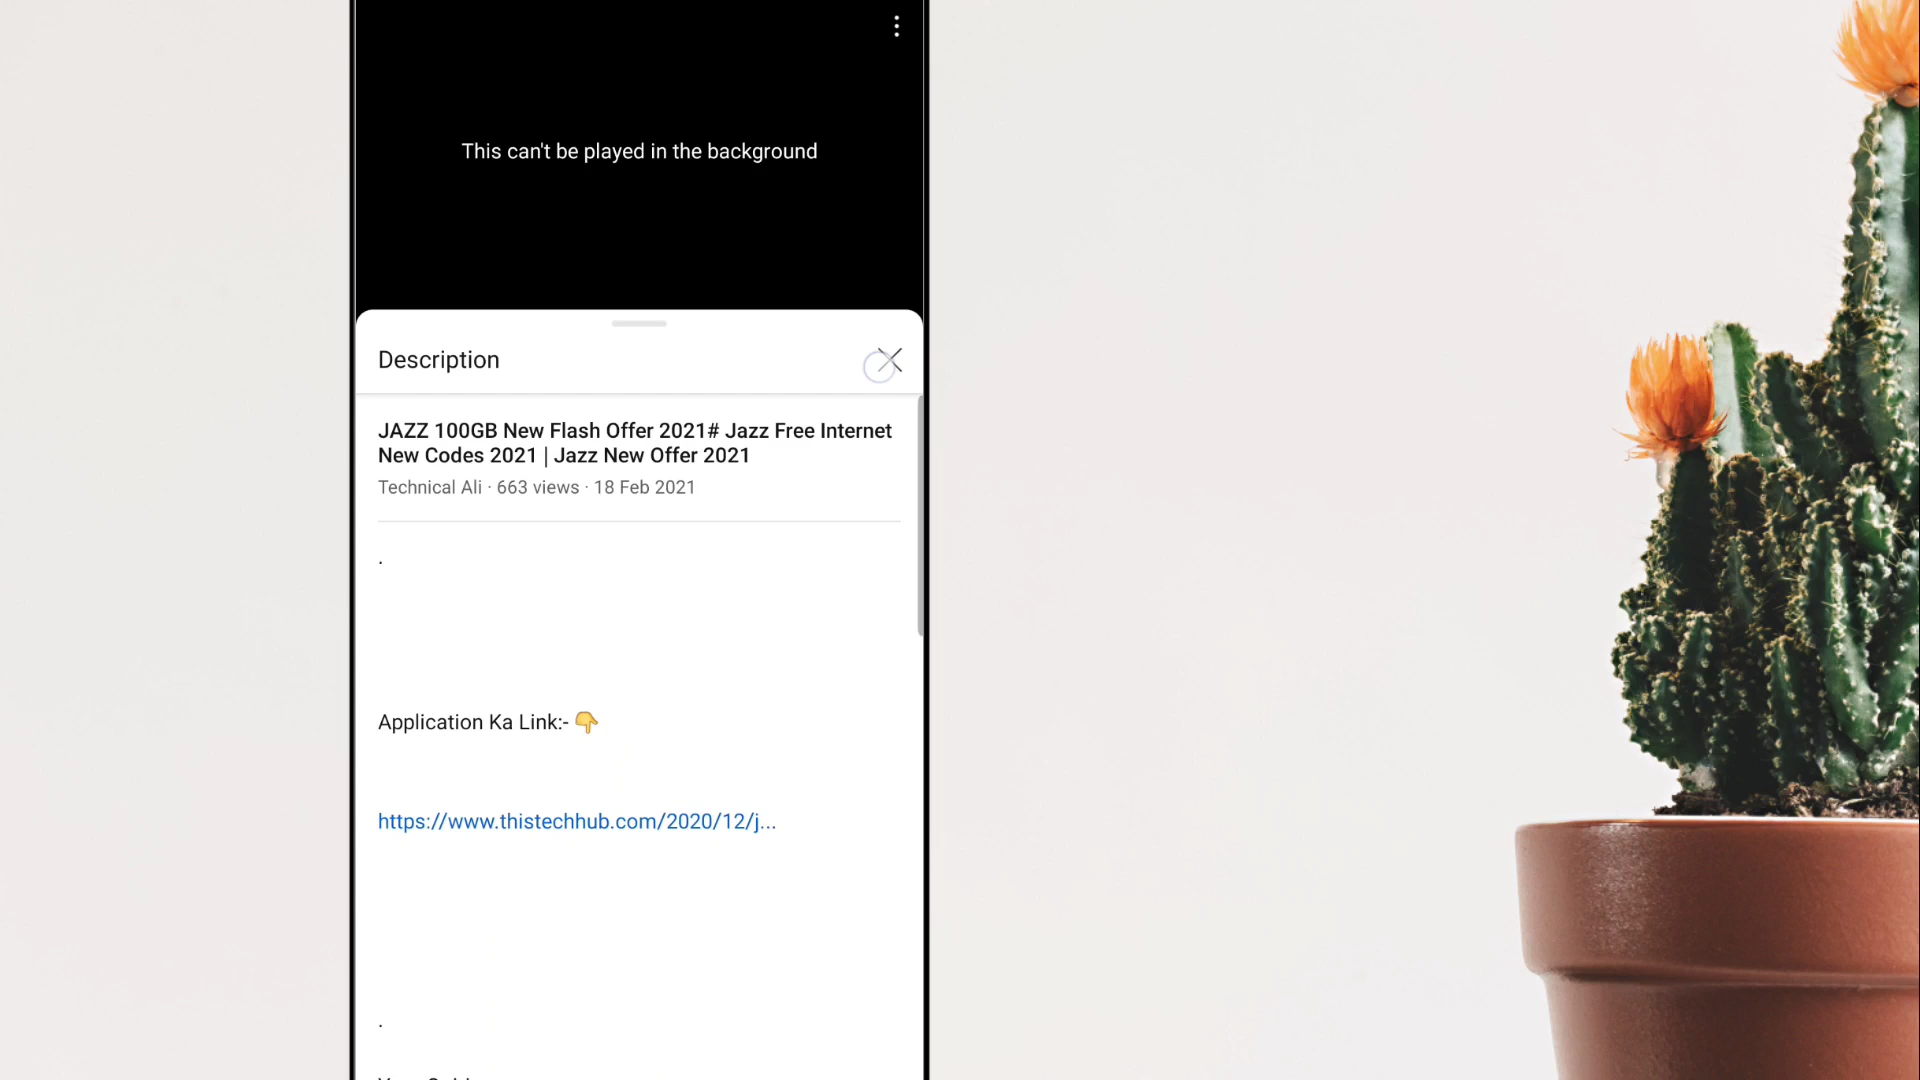 This can't be played in the background
Description
JAZZ 100GB New Flash Offer 2021# Jazz Free Internet
New Codes 2021 | Jazz New Offer 2021
Technical Ali · 663 views · 18 Feb 2021
.
Application Ka Link:- 👇
https://www.thistechhub.com/2020/12/j...
.